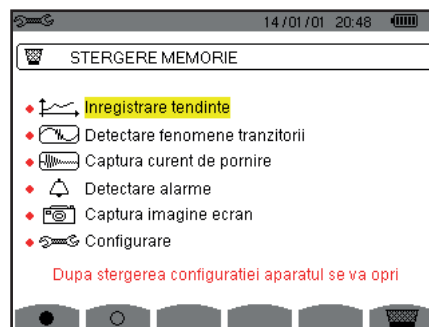 14/01/01 20:48
STERGERE MEMORIE
Inregistrare tendinte
Detectare fenomene tranzitorii
Captura curent de pornire
Detectare alarme
Captura imagine ecran
Configurare
Dupa stergerea configuratiei aparatul se va opri